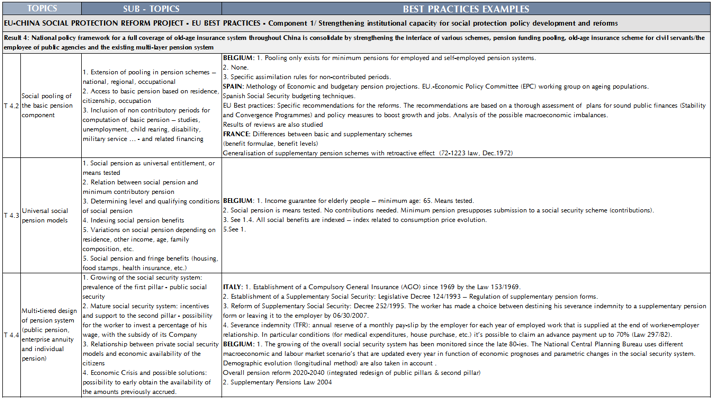 TOPICS
SUB - TOPICS
BEST PRACTICES EXAMPLES
EU-CHINA SOCIAL PROTECTION REFORM PROJECT - EU BEST PRACTICES - Component 1/ Strengthening institutional capacity for social protection policy development and reforms
Result 4: National policy framework for a full coverage of old-age insurance system throughout China is consolidate by strengthening the interface of various schemes, pension funding pooling, old-age insurance scheme for civil servants/the
employee of public agencies and the existing multi-layer pension system
T 4.2
Social pooling of
the basic pension
component
1. Extension of pooling in pension schemes –
national, regional, occupational
2. Access to basic pension based on residence,
citizenship, occupation
3. Inclusion of non contributory periods for
computation of basic pension – studies,
unemployment, child rearing, disability,
military service ... - and related financing
BELGIUM: 1. Pooling only exists for minimum pensions for employed and self-employed pension systems.
2. None.
3. Specific assimilation rules for non-contributed periods.
SPAIN: Methology of Economic and budgetary pension projections. EU.-Economic Policy Committee (EPC) working group on ageing populations.
Spanish Social Security budgeting techniques.
EU Best practices: Specific recommendations for the reforms. The recommendations are based on a thorough assessment of plans for sound public finances (Stability
and Convergence Programmes) and policy measures to boost growth and jobs. Analysis of the possible macroeconomic imbalances.
Results of reviews are also studied
FRANCE: Differences between basic and supplementary schemes
(benefit formulae, benefit levels)
Generalisation of supplementary pension schemes with retroactive effect (72-1223 law, Dec.1972)
T 4.3
Universal social
pension models
1. Social pension as universal entitlement, or
means tested
2. Relation between social pension and
minimum contributory pension
3. Determining level and qualifying conditions
of social pension
4. Indexing social pension benefits
5. Variations on social pension depending on
residence, other income, age, family
composition, etc.
6. Social pension and fringe benefits (housing,
food stamps, health insurance, etc.)
BELGIUM: 1. Income guarantee for elderly people – minimum age: 65. Means tested.
2. Social pension is means tested. No contributions needed. Minimum pension presupposes submission to a social security scheme (contributions).
3. See 1.4. All social benefits are indexed – index related to consumption price evolution.
5.See 1.
T 4.4
Multi-tiered design
of pension system
(public pension,
enterprise annuity
and individual
pension)
1. Growing of the social security system:
prevalence of the first pillar - public social
security
2. Mature social security system: incentives
and support to the second pillar - possibility
for the worker to invest a percentage of his
wage, with the subsidy of its Company
3. Relationship between private social security
models and economic availability of the
citizens
4. Economic Crisis and possible solutions:
possibility to early obtain the availability of
the amounts previously accrued.
ITALY: 1. Establishment of a Compulsory General Insurance (AGO) since 1969 by the Law 153/1969.
2. Establishment of a Supplementary Social Security: Legislative Decree 124/1993 – Regulation of supplementary pension forms.
3. Reform of Supplementary Social Security: Decree 252/1995. The worker has made a choice between destining his severance indemnity to a supplementary pension
form or leaving it to the employer by 06/30/2007.
4. Severance indemnity (TFR): annual reserve of a monthly payslip by the employer for each year of employed work that is supplied at the end of worker-employer
relationship. In particular conditions (for medical expenditures, house purchase, etc.) it's possible to claim an advance payment up to 70% (Law 297/82).
BELGIUM: 1. The growing of the overall social security system has been monitored since the late 80-ies. The National Central Planning Bureau uses different
macroeconomic and labour market scenario's that are updated every year in function of economic prognoses and parametric changes in the social security system.
Demographic evolution (longitudinal method) are also taken in account .
Overall pension reform 2020-2040 (integrated redesign of public pillars & second pillar)
2. Supplementary Pensions Law 2004